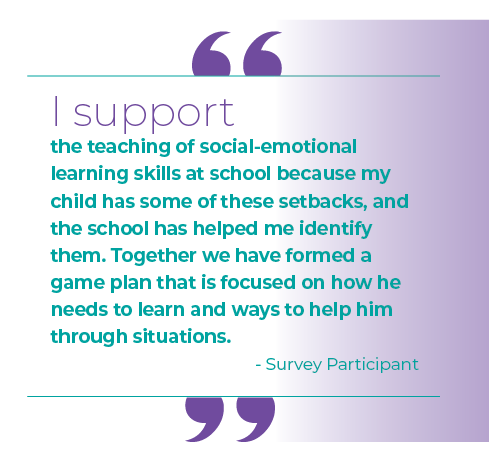 I support
the teaching of social-emotional
learning skills at school because my
child has some of these setbacks, and
the school has helped me identify
them. Together we have formed a
game plan that is focused on how he
needs to learn and ways to help him
through situations.
- Survey Participant